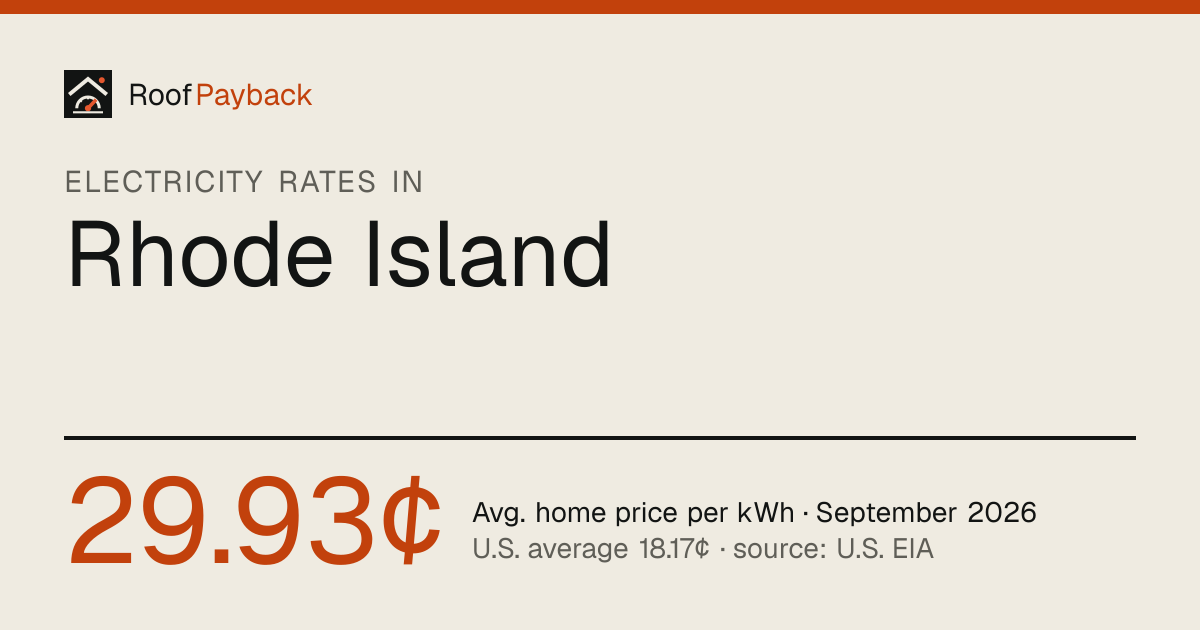 RoofPayback
ELECTRICITY RATES IN
Rhode Island
29.93¢
Avg. home price per kWh · September 2026
U.S. average 18.17¢ · source: U.S. EIA